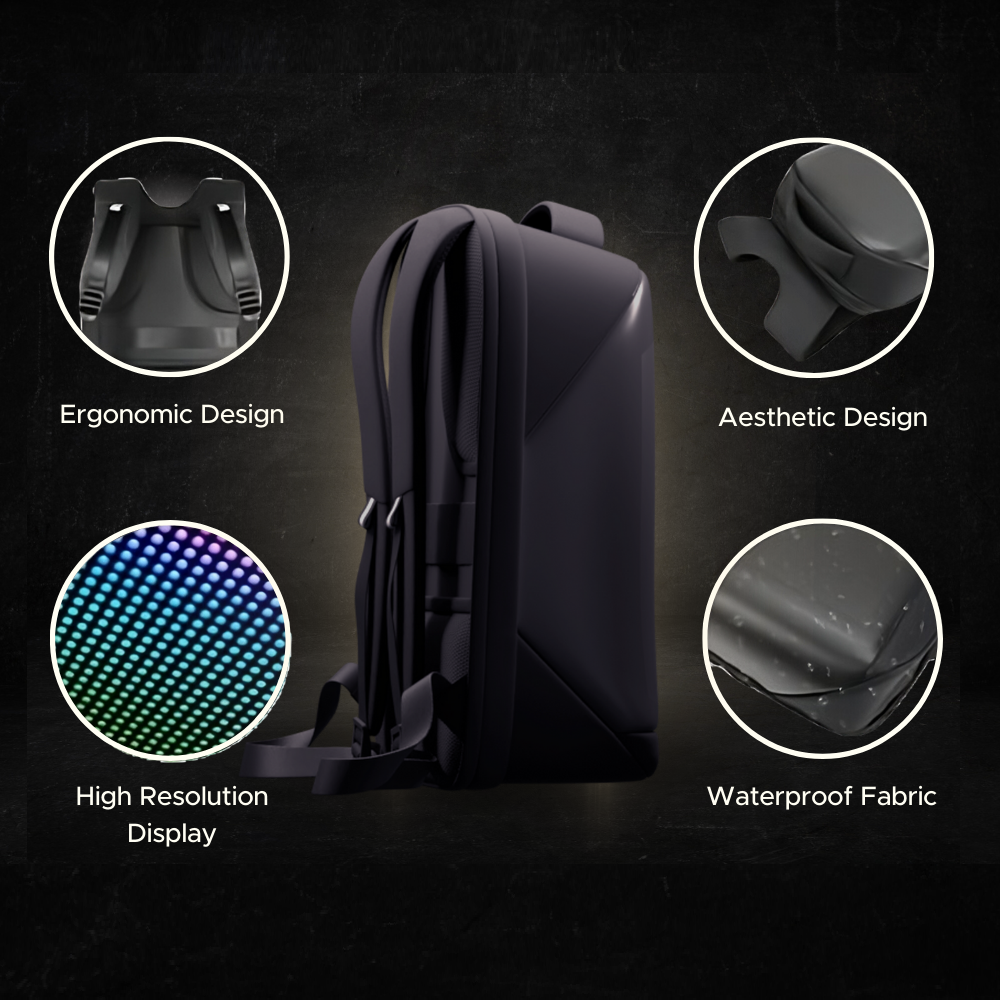 Ergonomic Design
Aesthetic Design
High Resolution
Display
Waterproof Fabric